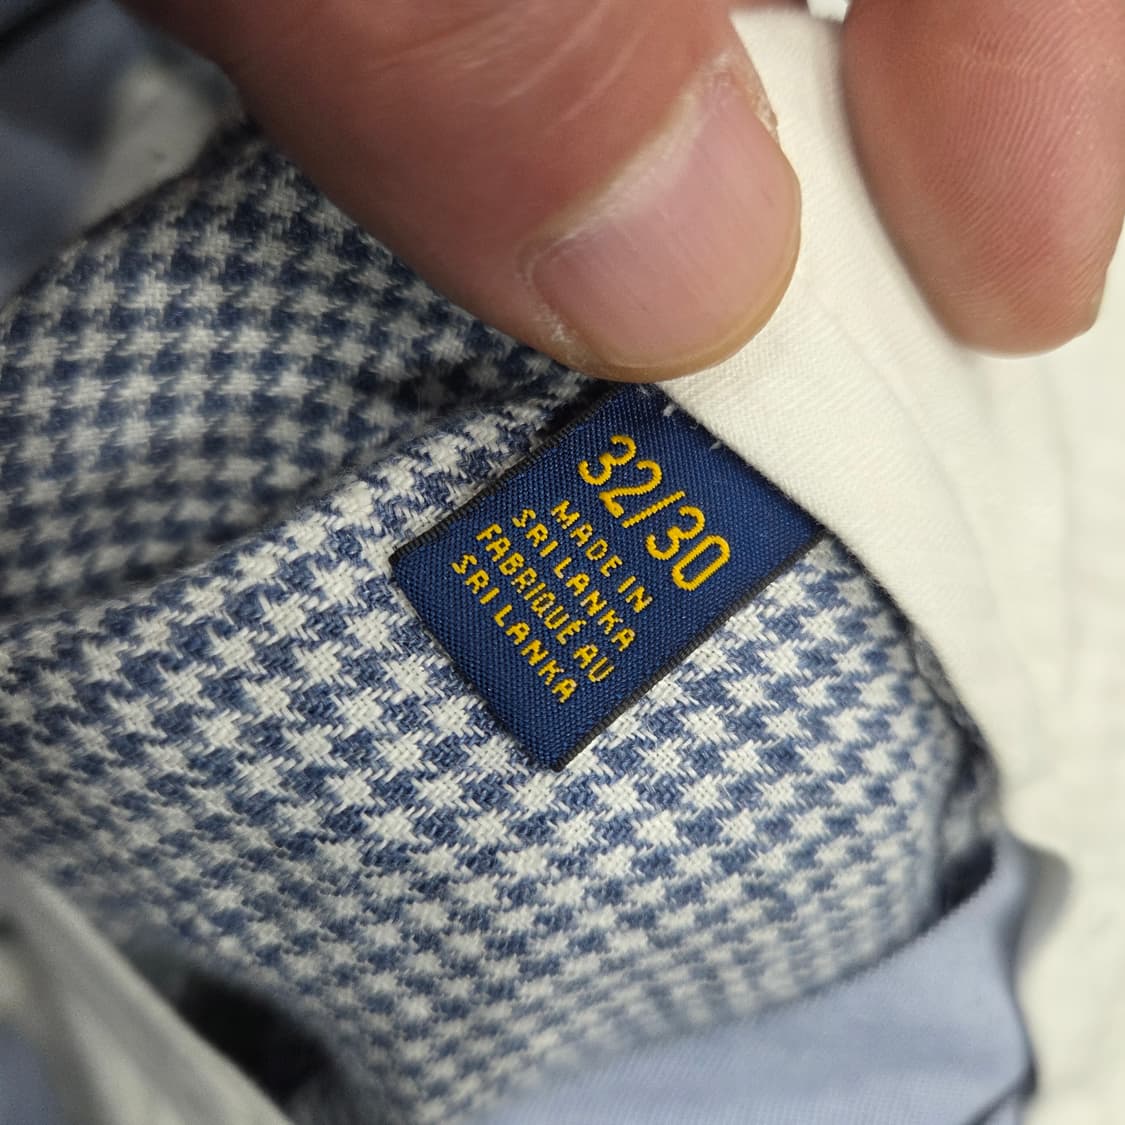 32/30
MADE IN
SRI LANKA
FABRIQUÉ AU
SRI LANKA